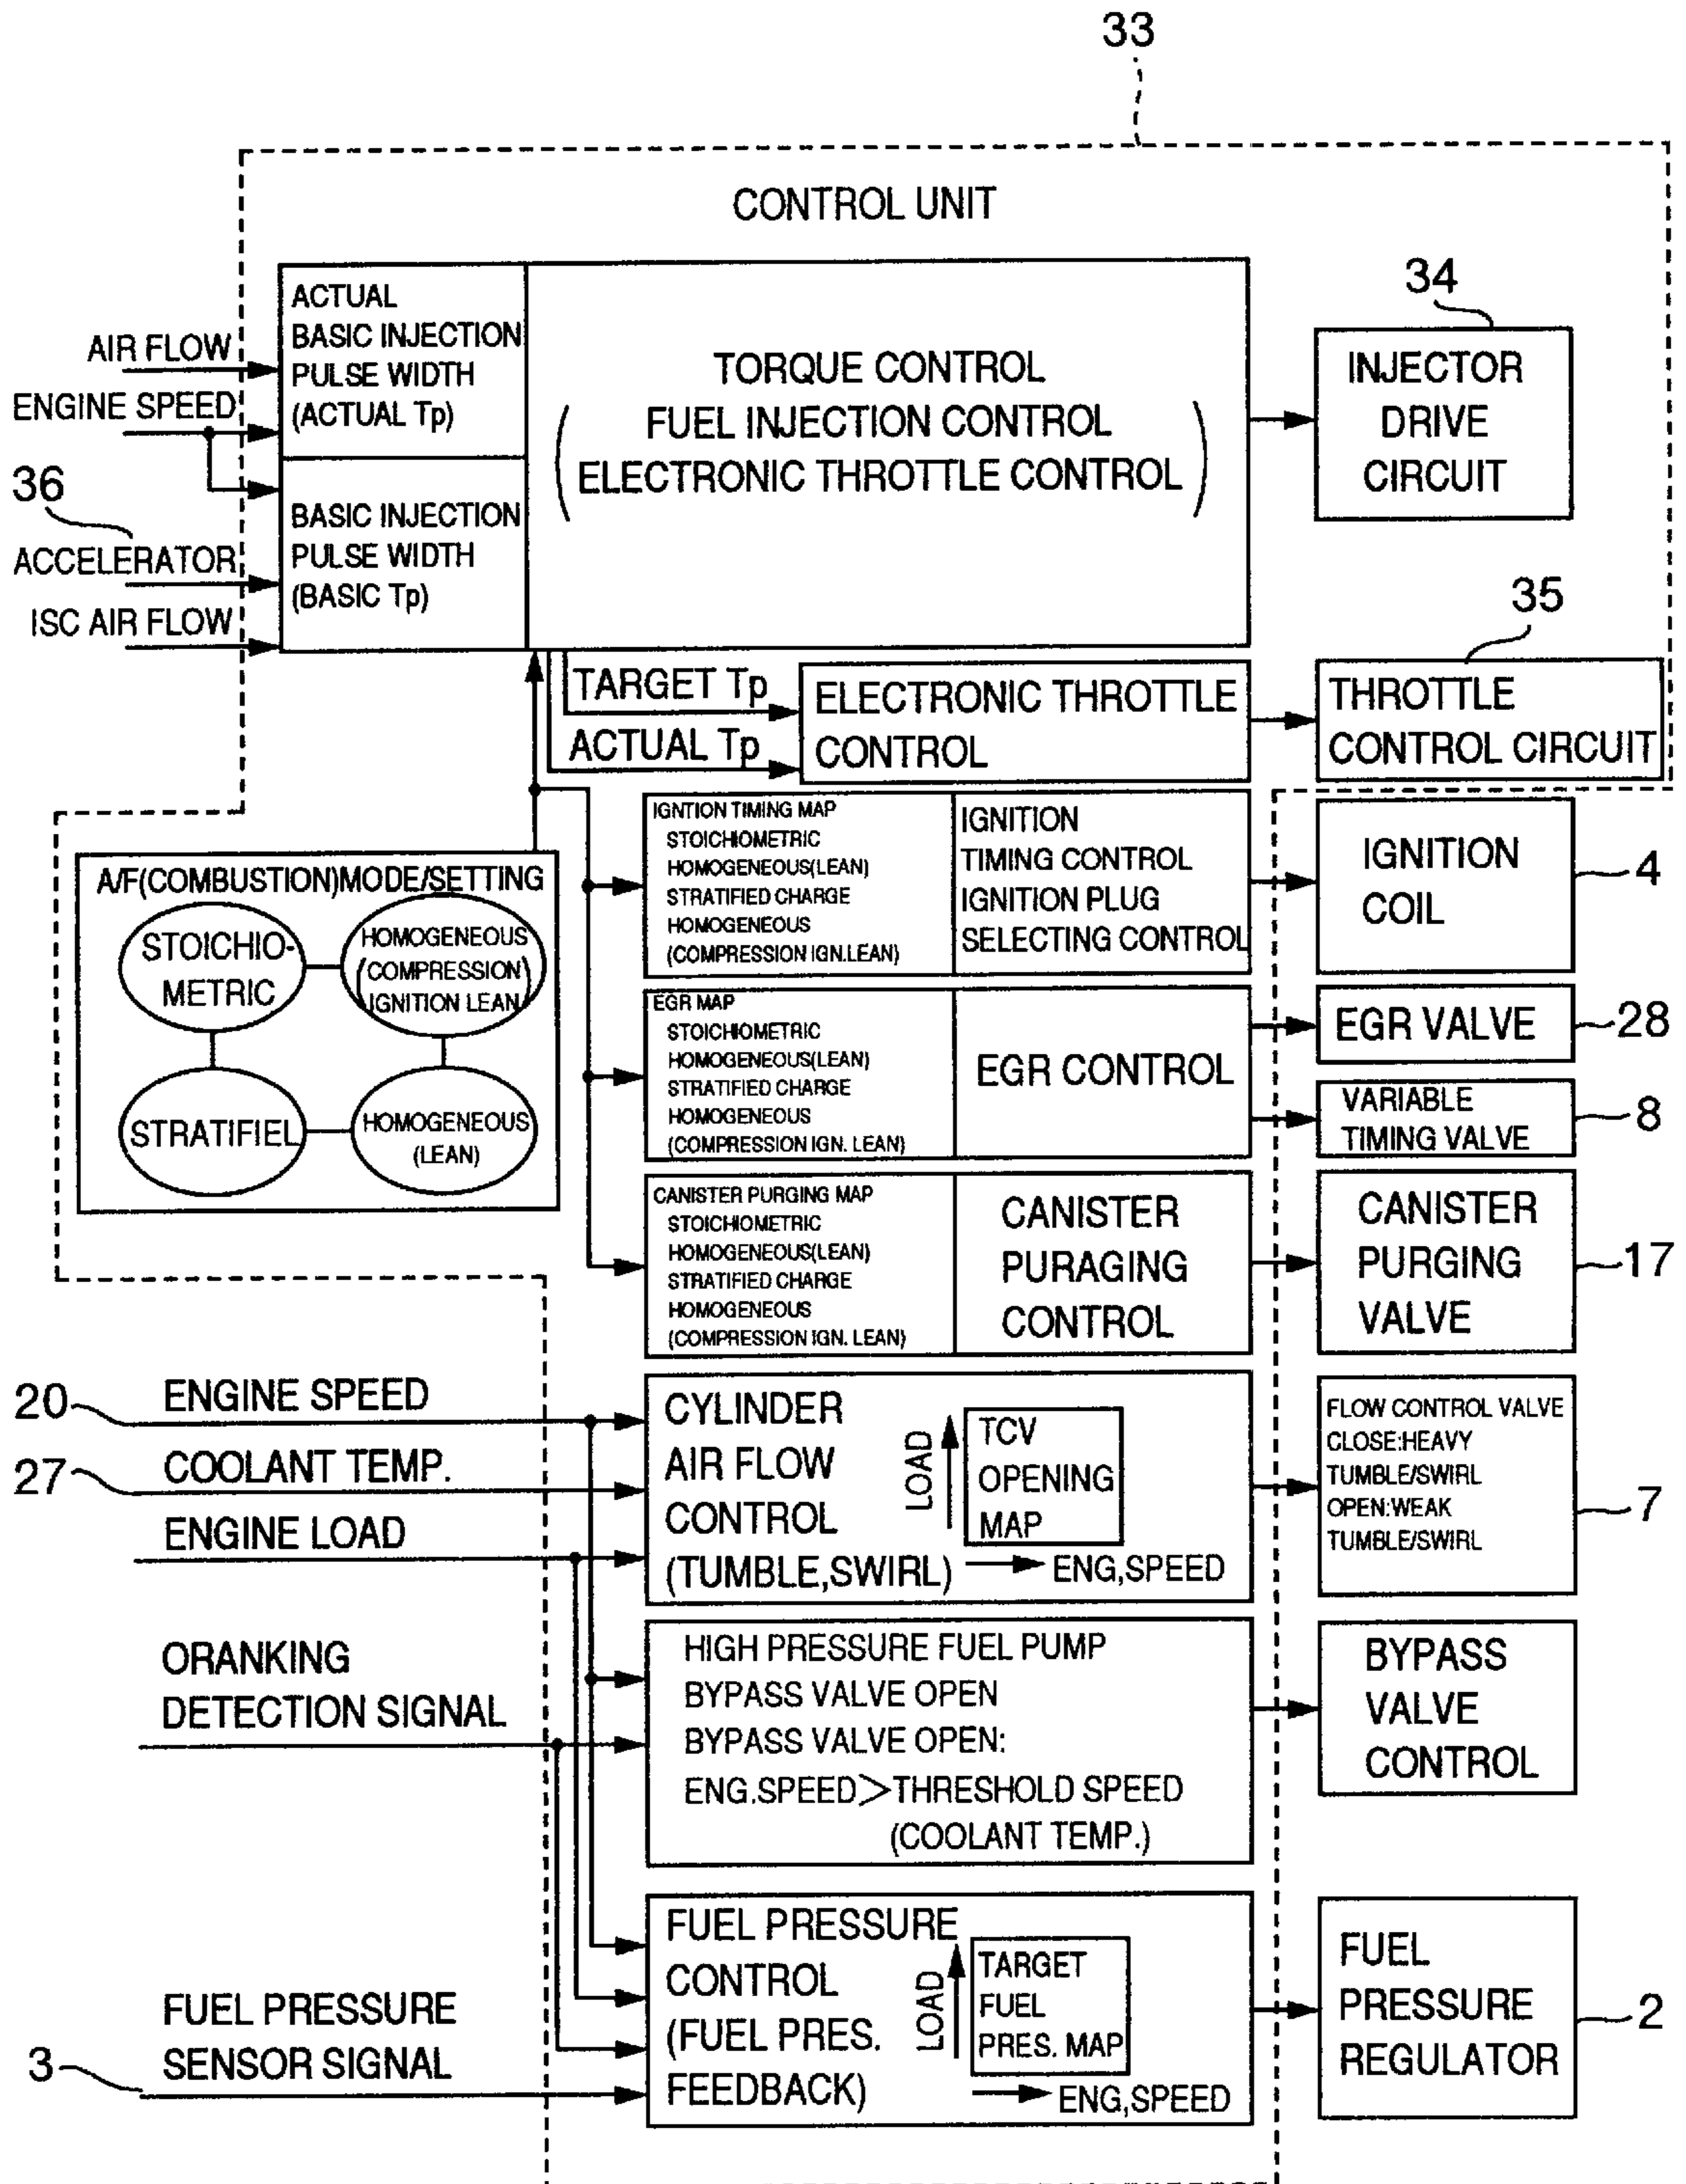 33
CONTROL UNIT
AIR FLOW
ENGINE SPEED
36
ACCELERATOR
ISC AIR FLOW
ACTUAL
BASIC INJECTION
PULSE WIDTH
(ACTUAL Tp)
BASIC INJECTION
PULSE WIDTH
(BASIC Tp)
TORQUE CONTROL
(FUEL INJECTION CONTROL
ELECTRONIC THROTTLE CONTROL)
34
INJECTOR
DRIVE
CIRCUIT
TARGET Tp
ACTUAL Tp
ELECTRONIC THROTTLE
CONTROL
35
THROTTLE
CONTROL CIRCUIT
A/F(COMBUSTION)MODE/SETTING
STOICHIO-
METRIC
HOMOGENEOUS
(COMPRESSION
IGNITION LEAN)
STRATIFIEL
HOMOGENEOUS
(LEAN)
IGNTION TIMING MAP
STOICHIOMETRIC
HOMOGENEOUS(LEAN)
STRATIFIED CHARGE
HOMOGENEOUS
(COMPRESSION IGN.LEAN)
IGNITION
TIMING CONTROL
IGNITION PLUG
SELECTING CONTROL
IGNITION
COIL
4
EGR MAP
STOICHIOMETRIC
HOMOGENEOUS(LEAN)
STRATIFIED CHARGE
HOMOGENEOUS
(COMPRESSION IGN. LEAN)
EGR CONTROL
EGR VALVE
28
VARIABLE
TIMING VALVE
8
CANISTER PURGING MAP
STOICHIOMETRIC
HOMOGENEOUS(LEAN)
STRATIFIED CHARGE
HOMOGENEOUS
(COMPRESSION IGN. LEAN)
CANISTER
PURAGING
CONTROL
CANISTER
PURGING
VALVE
17
20
ENGINE SPEED
27
COOLANT TEMP.
ENGINE LOAD
CYLINDER
AIR FLOW
CONTROL
(TUMBLE,SWIRL)
LOAD
TCV
OPENING
MAP
ENG,SPEED
FLOW CONTROL VALVE
CLOSE:HEAVY
TUMBLE/SWIRL
OPEN:WEAK
TUMBLE/SWIRL
7
ORANKING
DETECTION SIGNAL
HIGH PRESSURE FUEL PUMP
BYPASS VALVE OPEN
BYPASS VALVE OPEN:
ENG.SPEED>THRESHOLD SPEED
(COOLANT TEMP.)
BYPASS
VALVE
CONTROL
FUEL PRESSURE
SENSOR SIGNAL
3
FUEL PRESSURE
CONTROL
(FUEL PRES.
FEEDBACK)
LOAD
TARGET
FUEL
PRES. MAP
ENG,SPEED
FUEL
PRESSURE
REGULATOR
2